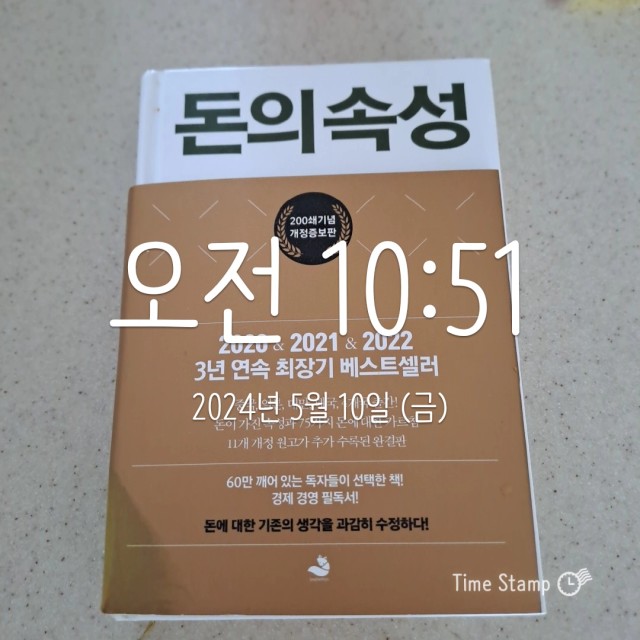 돈의 속성
200쇄기념
개정증보판
오전 10:51
2020 & 2021 & 2022
3년 연속 최장기 베스트셀러
2024년 5월 10일 (금)
11개 개정 원고가 추가 수록된 완결판
60만 깨어 있는 독자들이 선택한 책!
경제 경영 필독서!
돈에 대한 기존의 생각을 과감히 수정하다!
Time Stamp